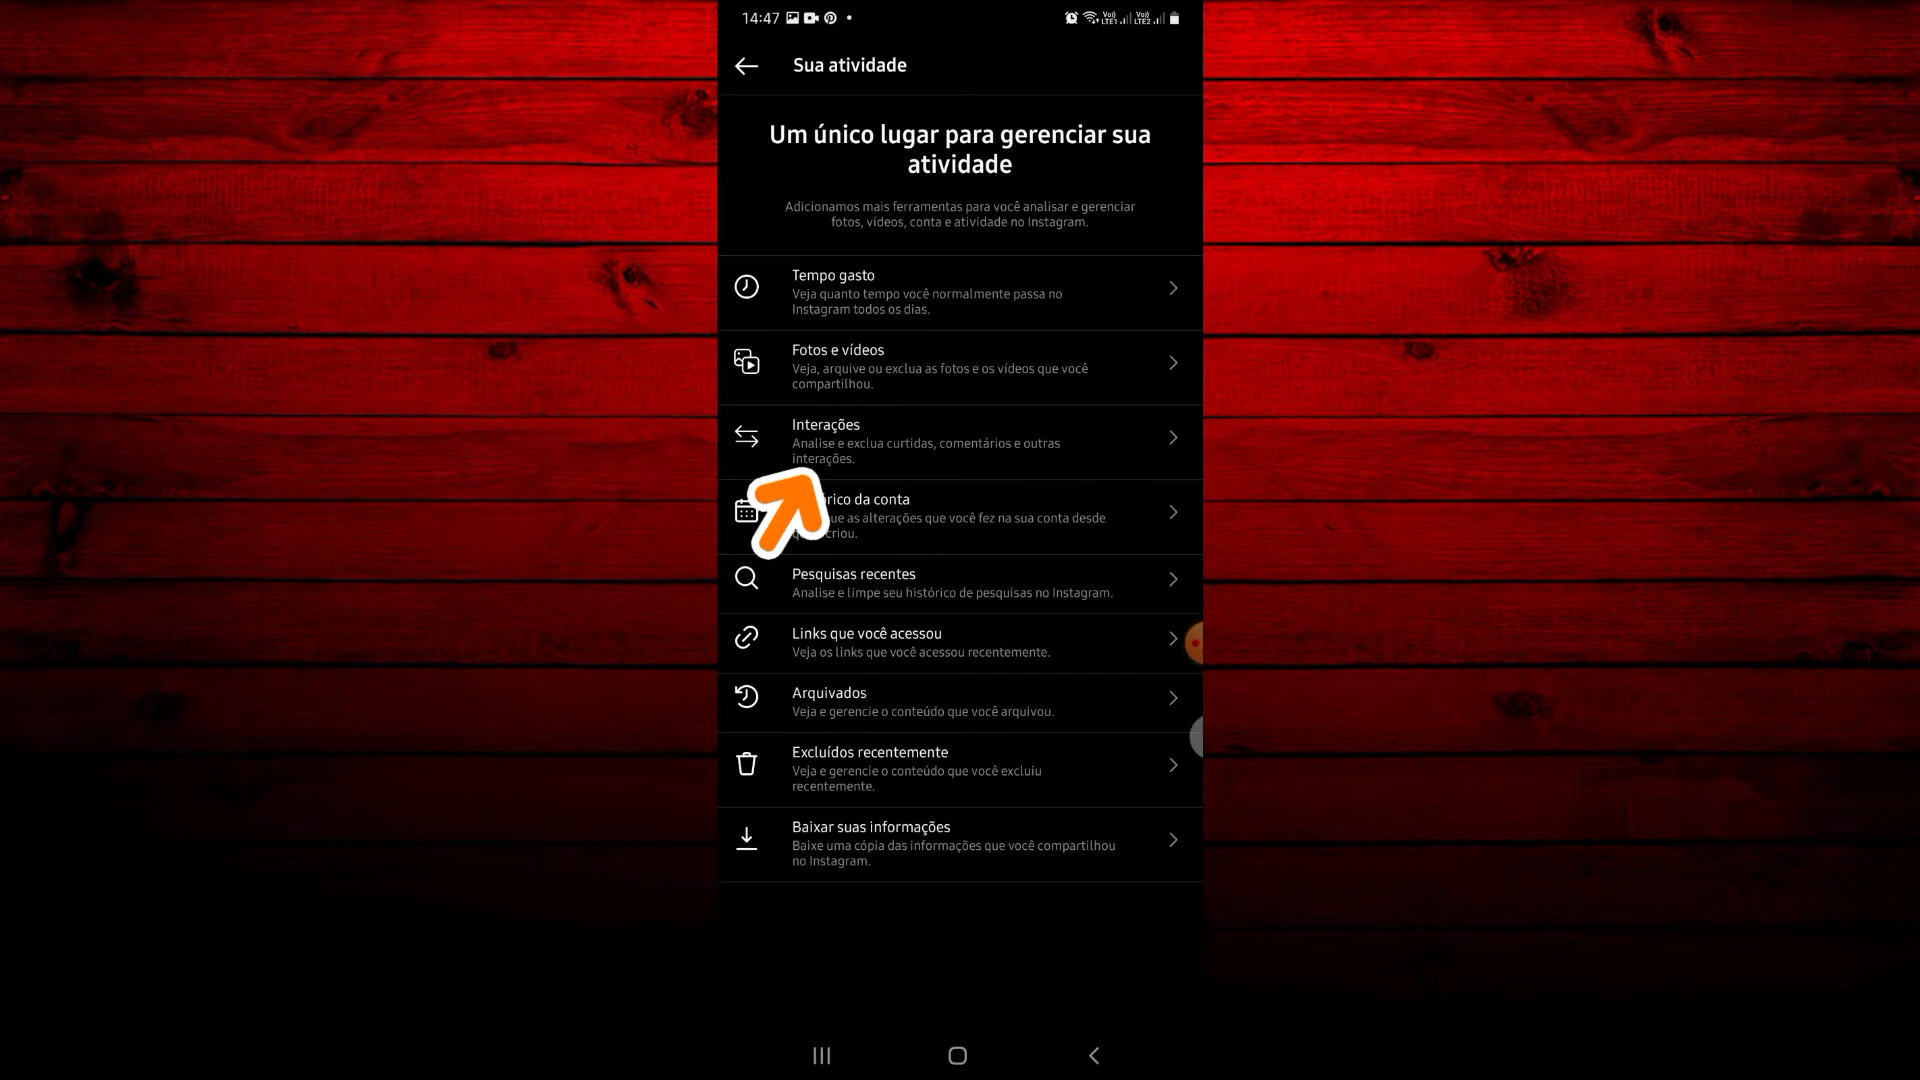 14:47
Vo)) LTE1 Vo)) LTE2
Sua atividade
Um único lugar para gerenciar sua
atividade
Adicionamos mais ferramentas para você analisar e gerenciar
fotos, vídeos, conta e atividade no Instagram.
Tempo gasto
Veja quanto tempo você normalmente passa no
Instagram todos os dias.
Fotos e vídeos
Veja, arquive ou exclua as fotos e os vídeos que você
compartilhou.
Interações
Analise e exclua curtidas, comentários e outras
interações.
da conta
as alterações que você fez na sua conta desde
criou.
Pesquisas recentes
Analise e limpe seu histórico de pesquisas no Instagram.
Links que você acessou
Veja os links que você acessou recentemente.
Arquivados
Veja e gerencie o conteúdo que você arquivou.
Excluídos recentemente
Veja e gerencie o conteúdo que você excluiu
recentemente.
Baixar suas informações
Baixe uma cópia das informações que você compartilhou
no Instagram.